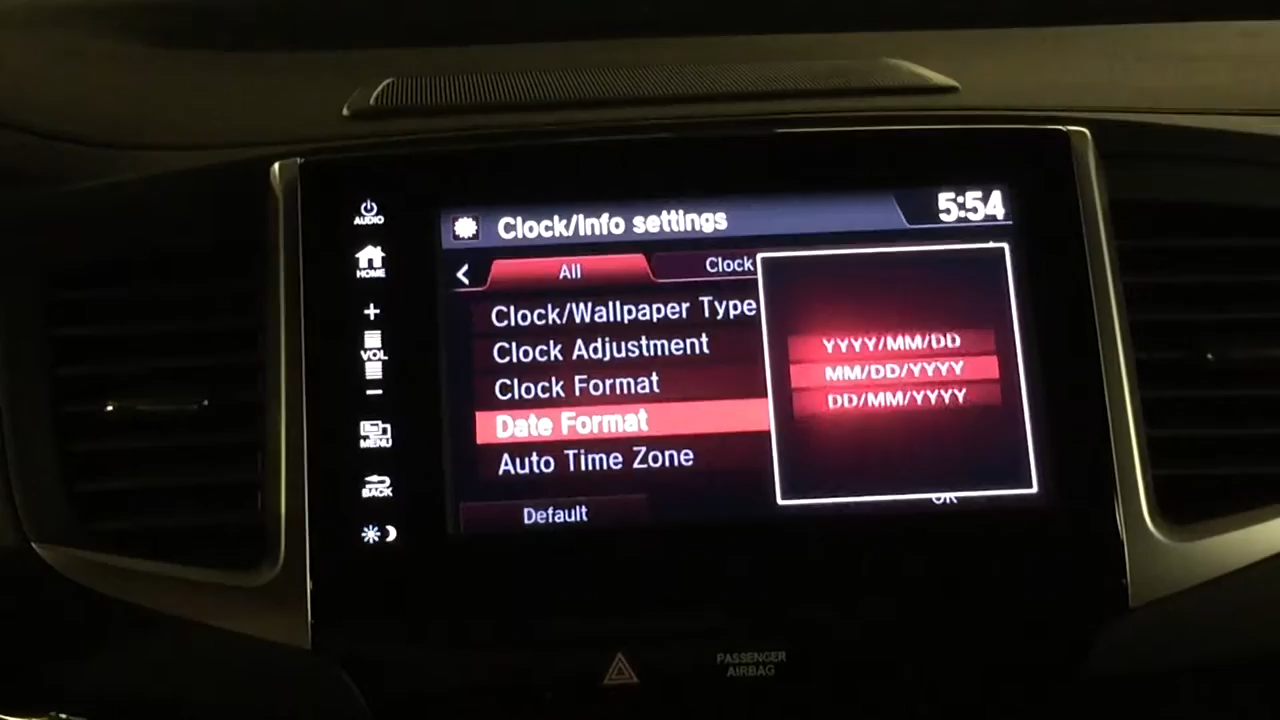 AUDIO
HOME
+
VOL
-
MENU
BACK
Clock/Info settings
5:54
All
Clock
Clock/Wallpaper Type
Clock Adjustment
Clock Format
Date Format
Auto Time Zone
Default
YYYY/MM/DD
MM/DD/YYYY
DD/MM/YYYY
OK
PASSENGER
AIRBAG